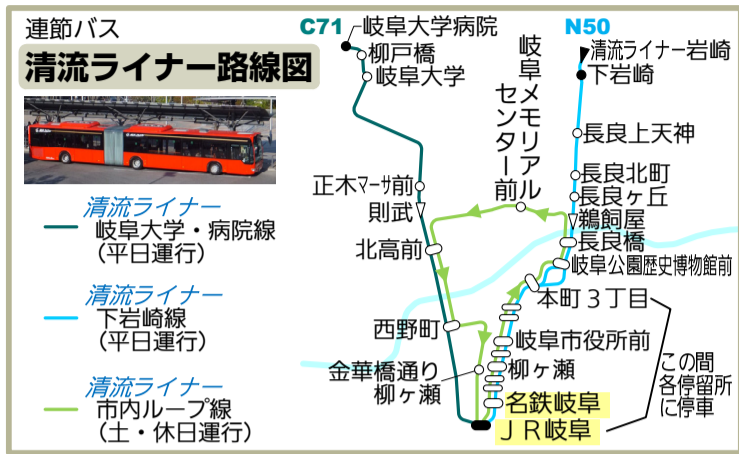 連節バス
清流ライナー路線図
清流ライナー
岐阜大学・病院線
(平日運行)
清流ライナー
下岩崎線
(平日運行)
清流ライナー
市内ループ線
(土・休日運行)
C71
岐阜大学病院
柳戸橋
岐阜大学
正木マーサ前
則武
北高前
西野町
金華橋通り
柳ヶ瀬
岐阜メモリアル
センター前
N50
清流ライナー岩崎
下岩崎
長良上天神
長良北町
長良ヶ丘
鵜飼屋
長良橋
岐阜公園歴史博物館前
本町3丁目
岐阜市役所前
柳ヶ瀬
名鉄岐阜
JR岐阜
この間
各停留所
に停車